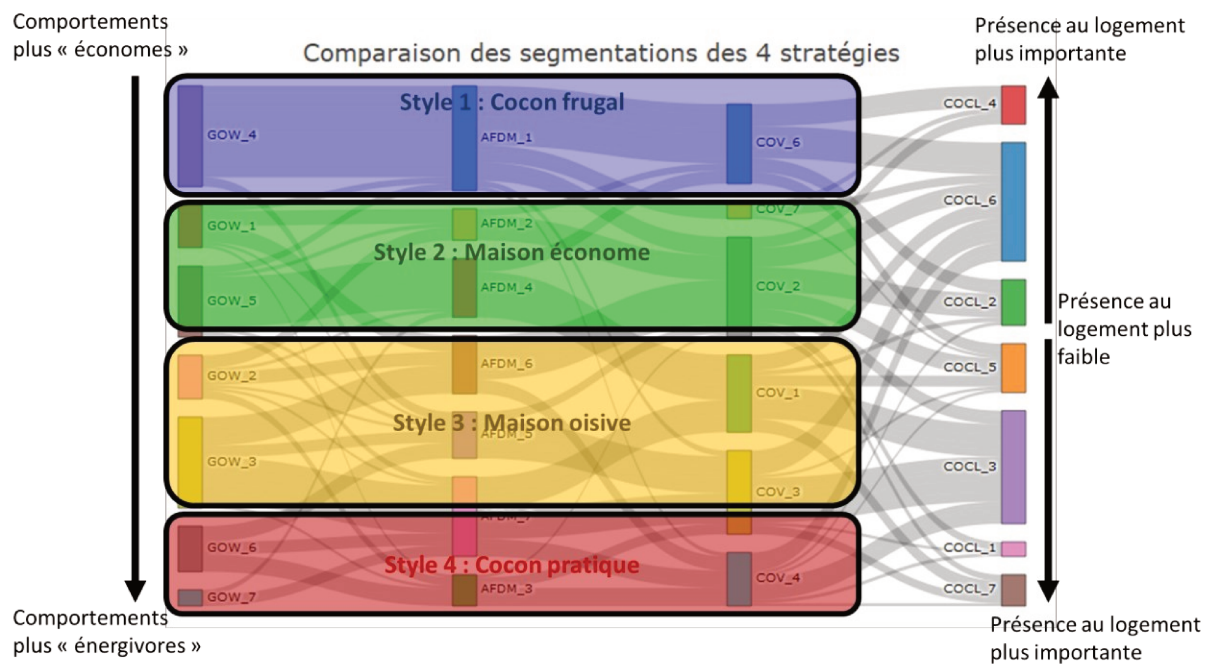 Comportements
plus « économes »
Comparaison des segmentations des 4 stratégies
Présence au logement
plus importante
Style 1 : Cocon frugal
GOW_4
AFDM_1
COV_6
COCL_4
COCL_6
GOW_1
AFDM_2
COV_7
Style 2 : Maison économe
GOW_5
AFDM_4
COV_2
COCL_2
Présence au
logement plus
faible
GOW_2
AFDM_6
COV_1
COCL_5
Style 3 : Maison oisive
AFDM_5
GOW_3
COV_3
COCL_3
AFDM_7
GOW_6
Style 4 : Cocon pratique
COV_4
COCL_1
GOW_7
AFDM_3
COCL_7
Comportements
plus « énergivores »
Présence au logement
plus importante